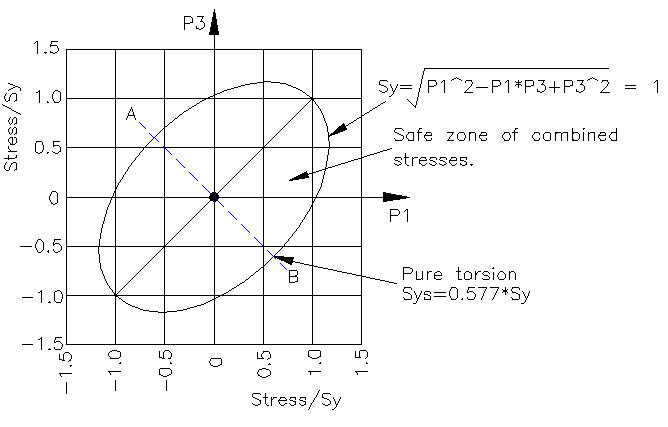 P3
1.5
Sy=√P1^2-P1*P3+P3^2 = 1
1.0
A
Stress/Sy
Safe zone of combined
0.5
stresses.
0
P1
-0.5
B
Pure torsion
Sys=0.577*Sy
-1.0
-1.5
-1.5
-1.0
-0.5
0
0.5
1.0
1.5
Stress/Sy